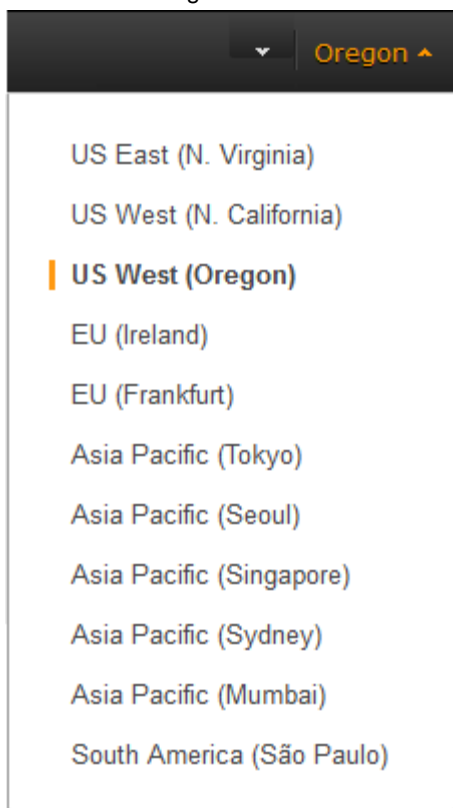 Oregon
US East (N. Virginia)
US West (N. California)
US West (Oregon)
EU (Ireland)
EU (Frankfurt)
Asia Pacific (Tokyo)
Asia Pacific (Seoul)
Asia Pacific (Singapore)
Asia Pacific (Sydney)
Asia Pacific (Mumbai)
South America (São Paulo)